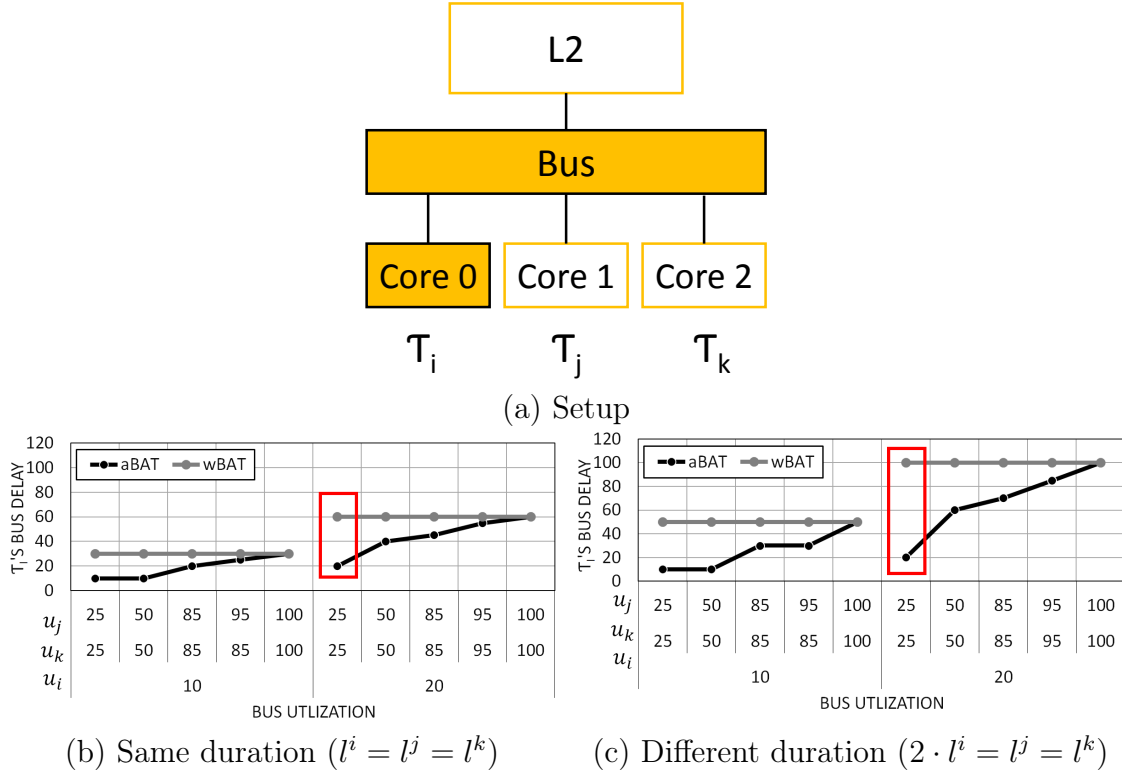 L2
Bus
Core 0 Core 1 Core 2
τi τj τk
(a) Setup
aBAT wBAT
120
100
80
60
40
20
0
τi'S BUS DELAY
uj 25 50 85 95 100 25 50 85 95 100
uk 25 50 85 95 100 25 50 85 95 100
ui 10 20
BUS UTLIZATION
(b) Same duration (l^i = l^j = l^k)
aBAT wBAT
120
100
80
60
40
20
0
τi'S BUS DELAY
uj 25 50 85 95 100 25 50 85 95 100
uk 25 50 85 95 100 25 50 85 95 100
ui 10 20
BUS UTLIZATION
(c) Different duration (2 · l^i = l^j = l^k)